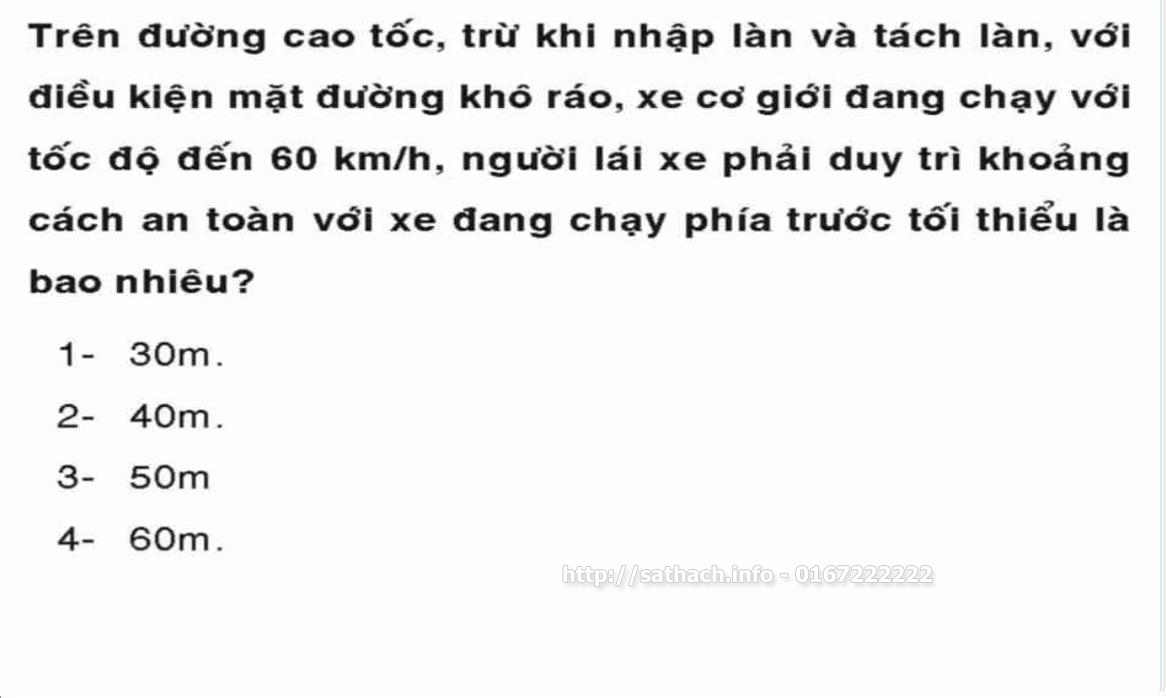 Trên đường cao tốc, trừ khi nhập làn và tách làn, với
điều kiện mặt đường khô ráo, xe cơ giới đang chạy với
tốc độ đến 60 km/h, người lái xe phải duy trì khoảng
cách an toàn với xe đang chạy phía trước tối thiểu là
bao nhiêu?
1- 30m.
2- 40m.
3- 50m
4- 60m.
http://sathach.info - 0167222222